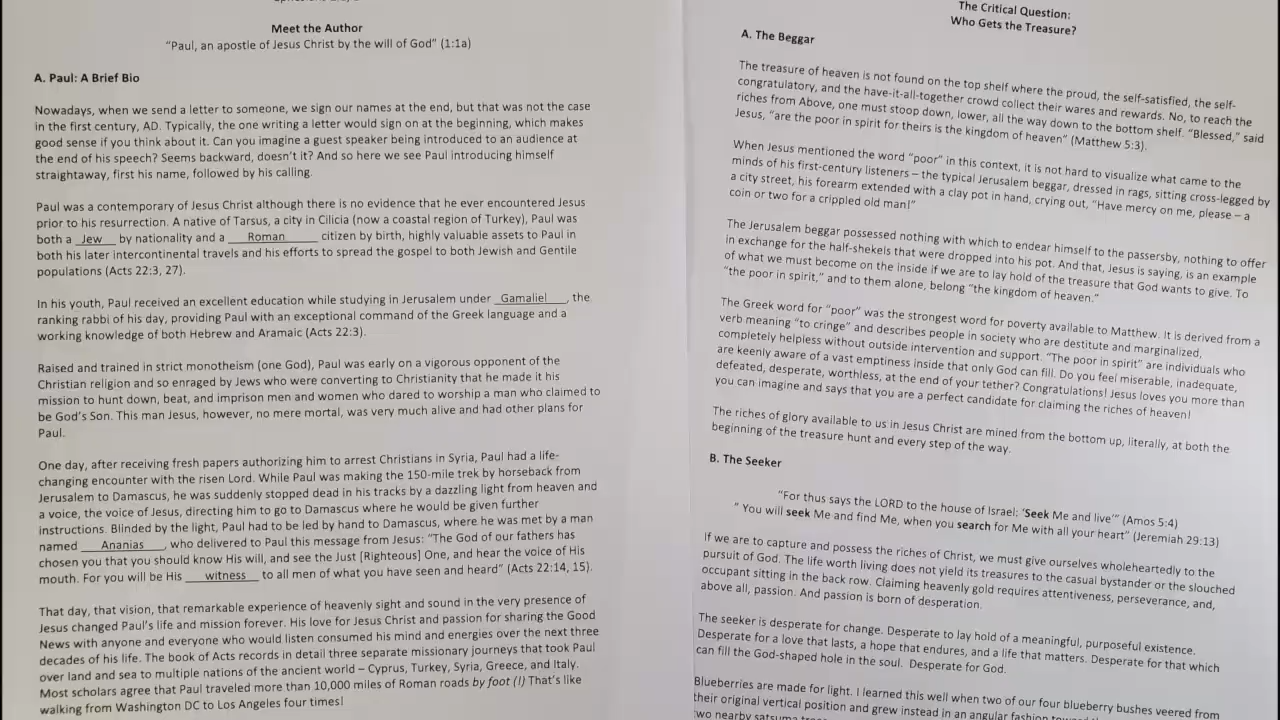 Meet the Author
"Paul, an apostle of Jesus Christ by the will of God" (1:1a)
A. Paul: A Brief Bio
Nowadays, when we send a letter to someone, we sign our names at the end, but that was not the case
in the first century, AD. Typically, the one writing a letter would sign on at the beginning, which makes
good sense if you think about it. Can you imagine a guest speaker being introduced to an audience at
the end of his speech? Seems backward, doesn't it? And so here we see Paul introducing himself
straightaway, first his name, followed by his calling.
Paul was a contemporary of Jesus Christ although there is no evidence that he ever encountered Jesus
prior to his resurrection. A native of Tarsus, a city in Cilicia (now a coastal region of Turkey), Paul was
both a Jew by nationality and a Roman citizen by birth, highly valuable assets to Paul in
both his later intercontinental travels and his efforts to spread the gospel to both Jewish and Gentile
populations (Acts 22:3, 27).
In his youth, Paul received an excellent education while studying in Jerusalem under Gamaliel, the
ranking rabbi of his day, providing Paul with an exceptional command of the Greek language and a
working knowledge of both Hebrew and Aramaic (Acts 22:3).
Raised and trained in strict monotheism (one God), Paul was early on a vigorous opponent of the
Christian religion and so enraged by Jews who were converting to Christianity that he made it his
mission to hunt down, beat, and imprison men and women who dared to worship a man who claimed to
be God's Son. This man Jesus, however, no mere mortal, was very much alive and had other plans for
Paul.
One day, after receiving fresh papers authorizing him to arrest Christians in Syria, Paul had a life-
changing encounter with the risen Lord. While Paul was making the 150-mile trek by horseback from
Jerusalem to Damascus, he was suddenly stopped dead in his tracks by a dazzling light from heaven and
a voice, the voice of Jesus, directing him to go to Damascus where he would be given further
instructions. Blinded by the light, Paul had to be led by hand to Damascus, where he was met by a man
named Ananias, who delivered to Paul this message from Jesus: "The God of our fathers has
chosen you that you should know His will, and see the Just [Righteous] One, and hear the voice of His
mouth. For you will be His witness to all men of what you have seen and heard" (Acts 22:14, 15).
That day, that vision, that remarkable experience of heavenly sight and sound in the very presence of
Jesus changed Paul's life and mission forever. His love for Jesus Christ and passion for sharing the Good
News with anyone and everyone who would listen consumed his mind and energies over the next three
decades of his life. The book of Acts records in detail three separate missionary journeys that took Paul
over land and sea to multiple nations of the ancient world – Cyprus, Turkey, Syria, Greece, and Italy.
Most scholars agree that Paul traveled more than 10,000 miles of Roman roads by foot (!) That's like
walking from Washington DC to Los Angeles four times!
The Critical Question:
Who Gets the Treasure?
A. The Beggar
The treasure of heaven is not found on the top shelf where the proud, the self-satisfied, the self-
congratulatory, and the have-it-all-together crowd collect their wares and rewards. No, to reach the
riches from Above, one must stoop down, lower, all the way down to the bottom shelf. "Blessed," said
Jesus, "are the poor in spirit for theirs is the kingdom of heaven" (Matthew 5:3).
When Jesus mentioned the word "poor" in this context, it is not hard to visualize what came to the
minds of his first-century listeners – the typical Jerusalem beggar, dressed in rags, sitting cross-legged by
a city street, his forearm extended with a clay pot in hand, crying out, "Have mercy on me, please – a
coin or two for a crippled old man!"
The Jerusalem beggar possessed nothing with which to endear himself to the passersby, nothing to offer
in exchange for the half-shekels that were dropped into his pot. And that, Jesus is saying, is an example
of what we must become on the inside if we are to lay hold of the treasure that God wants to give. To
"the poor in spirit," and to them alone, belong "the kingdom of heaven."
The Greek word for "poor" was the strongest word for poverty available to Matthew. It is derived from a
verb meaning "to cringe" and describes people in society who are destitute and marginalized,
completely helpless without outside intervention and support. "The poor in spirit" are individuals who
are keenly aware of a vast emptiness inside that only God can fill. Do you feel miserable, inadequate,
defeated, desperate, worthless, at the end of your tether? Congratulations! Jesus loves you more than
you can imagine and says that you are a perfect candidate for claiming the riches of heaven!
The riches of glory available to us in Jesus Christ are mined from the bottom up, literally, at both the
beginning of the treasure hunt and every step of the way.
B. The Seeker
"For thus says the LORD to the house of Israel; 'Seek Me and live'" (Amos 5:4)
" You will seek Me and find Me, when you search for Me with all your heart" (Jeremiah 29:13)
If we are to capture and possess the riches of Christ, we must give ourselves wholeheartedly to the
pursuit of God. The life worth living does not yield its treasures to the casual bystander or the slouched
occupant sitting in the back row. Claiming heavenly gold requires attentiveness, perseverance, and,
above all, passion. And passion is born of desperation.
The seeker is desperate for change. Desperate to lay hold of a meaningful, purposeful existence.
Desperate for a love that lasts, a hope that endures, and a life that matters. Desperate for that which
can fill the God-shaped hole in the soul. Desperate for God.
Blueberries are made for light. I learned this well when two of our four blueberry bushes veered from
their original vertical position and grew instead in an angular fashion
two nearby satsuma